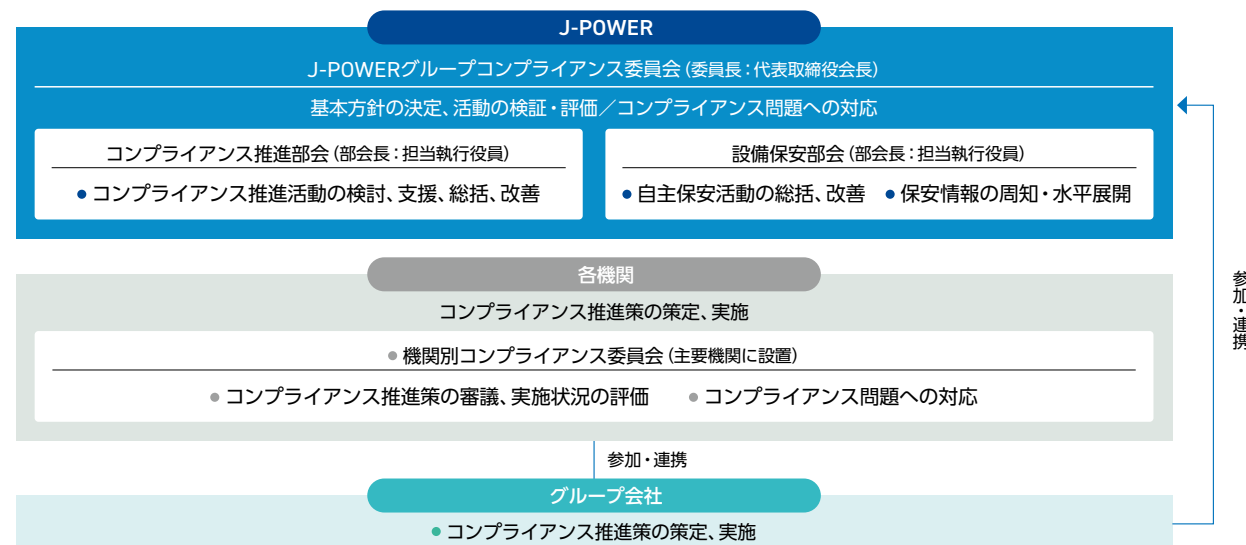 J-POWER
J-POWERグループコンプライアンス委員会(委員長:代表取締役会長)
基本方針の決定、活動の検証・評価/コンプライアンス問題への対応
コンプライアンス推進部会(部会長:担当執行役員)
●コンプライアンス推進活動の検討、支援、総括、改善
設備保安部会(部会長:担当執行役員)
●自主保安活動の総括、改善 ●保安情報の周知・水平展開
各機関
コンプライアンス推進策の策定、実施
●機関別コンプライアンス委員会(主要機関に設置)
●コンプライアンス推進策の審議、実施状況の評価 ●コンプライアンス問題への対応
参加・連携
グループ会社
●コンプライアンス推進策の策定、実施
参加・連携